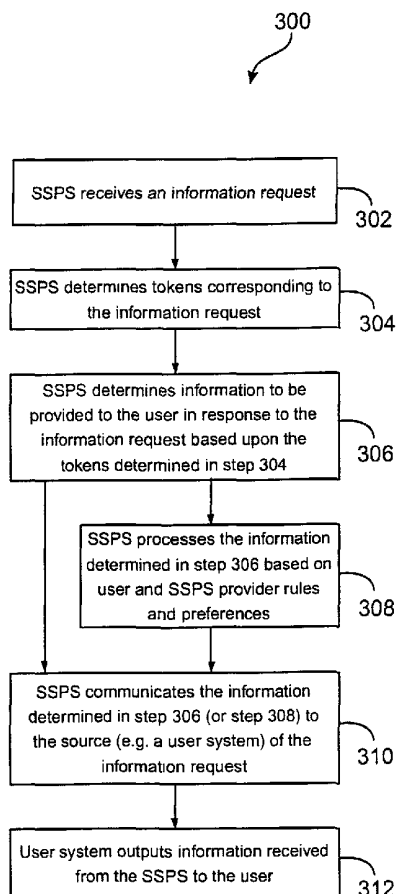 300
SSPS receives an information request
302
SSPS determines tokens corresponding to
the information request
304
SSPS determines information to be
provided to the user in response to the
information request based upon the
tokens determined in step 304
306
SSPS processes the information
determined in step 306 based on
user and SSPS provider rules
and preferences
308
SSPS communicates the information
determined in step 306 (or step 308) to
the source (e.g. a user system) of the
information request
310
User system outputs information received
from the SSPS to the user
312